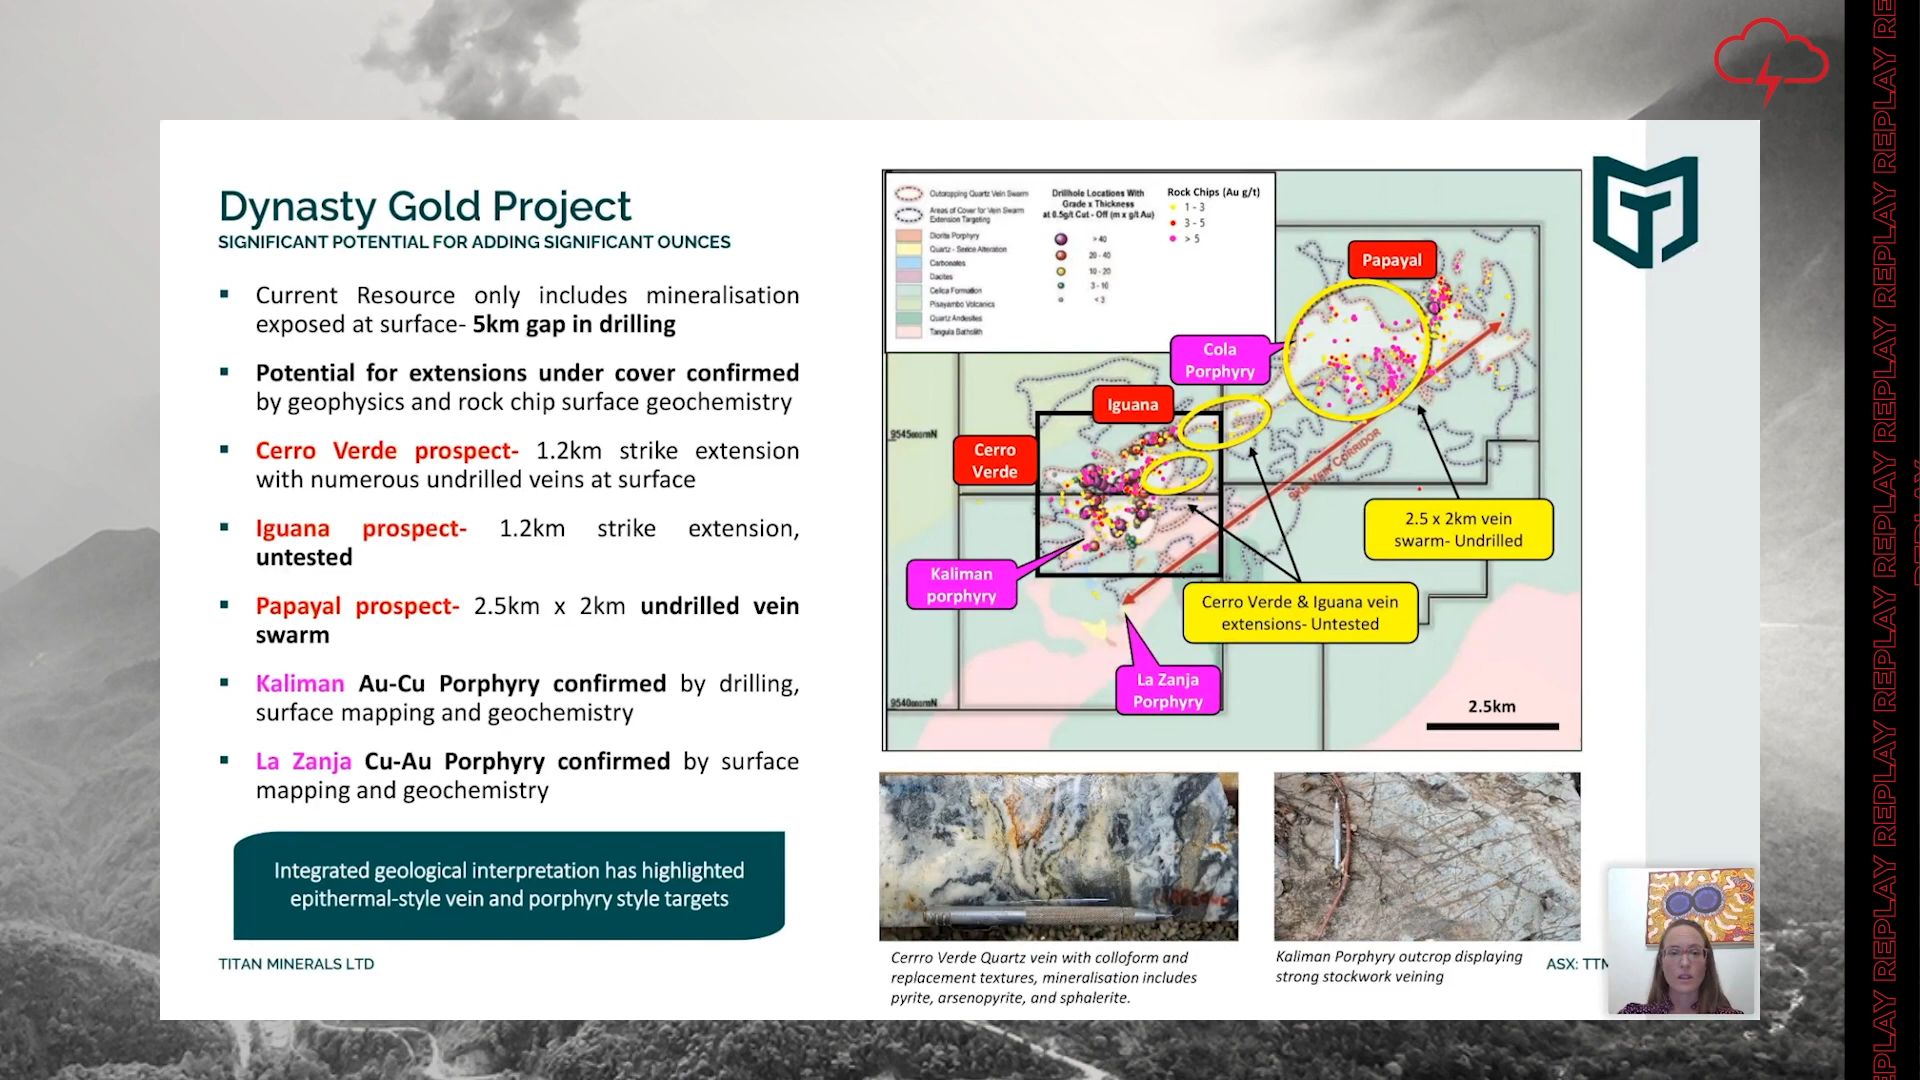 Dynasty Gold Project
SIGNIFICANT POTENTIAL FOR ADDING SIGNIFICANT OUNCES
▪ Current Resource only includes mineralisation
exposed at surface- 5km gap in drilling
▪ Potential for extensions under cover confirmed
by geophysics and rock chip surface geochemistry
▪ Cerro Verde prospect- 1.2km strike extension
with numerous undrilled veins at surface
▪ Iguana prospect- 1.2km strike extension,
untested
▪ Papayal prospect- 2.5km x 2km undrilled vein
swarm
▪ Kaliman Au-Cu Porphyry confirmed by drilling,
surface mapping and geochemistry
▪ La Zanja Cu-Au Porphyry confirmed by surface
mapping and geochemistry
Integrated geological interpretation has highlighted
epithermal-style vein and porphyry style targets
TITAN MINERALS LTD
Outcropping Quartz Vein Swarm
Areas of Cover for Vein Swarm
Extension Targeting
Diorite Porphyry
Quartz - Sericite Alteration
Carbonates
Dacites
Celica Formation
Pisayambo Volcanics
Quartz Andesites
Tangula Batholith
Drillhole Locations With
Grade x Thickness
at 0.5g/t Cut - Off (m x g/t Au)
> 40
20 - 40
10 - 20
3 - 10
< 3
Rock Chips (Au g/t)
1 - 3
3 - 5
> 5
Papayal
Cola
Porphyry
Iguana
Cerro
Verde
9545000mN
9km VEIN CORRIDOR
2.5 x 2km vein
swarm- Undrilled
Kaliman
porphyry
Cerro Verde & Iguana vein
extensions- Untested
La Zanja
Porphyry
9540000mN
2.5km
Cerrro Verde Quartz vein with colloform and
replacement textures, mineralisation includes
pyrite, arsenopyrite, and sphalerite.
Kaliman Porphyry outcrop displaying
strong stockwork veining
ASX: TTM
REPLAY REPLAY REPLAY REPLAY REPLAY REPLAY REPLAY REPLAY REPLAY
REPLAY